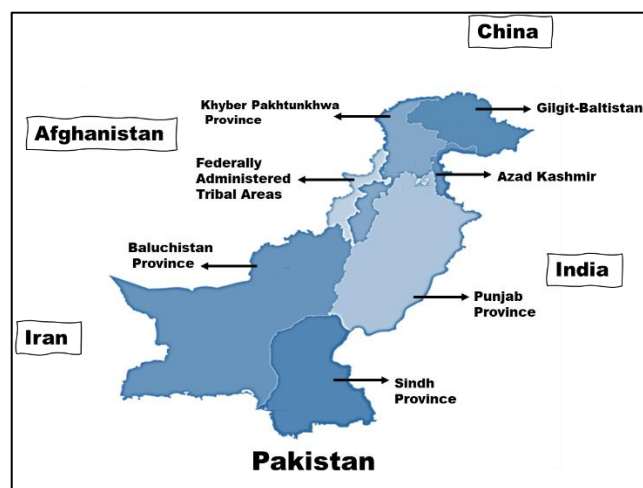 China
Khyber Pakhtunkhwa
Province
Gilgit-Baltistan
Afghanistan
Federally
Administered
Tribal Areas
Azad Kashmir
Baluchistan
Province
India
Punjab
Province
Iran
Sindh
Province
Pakistan